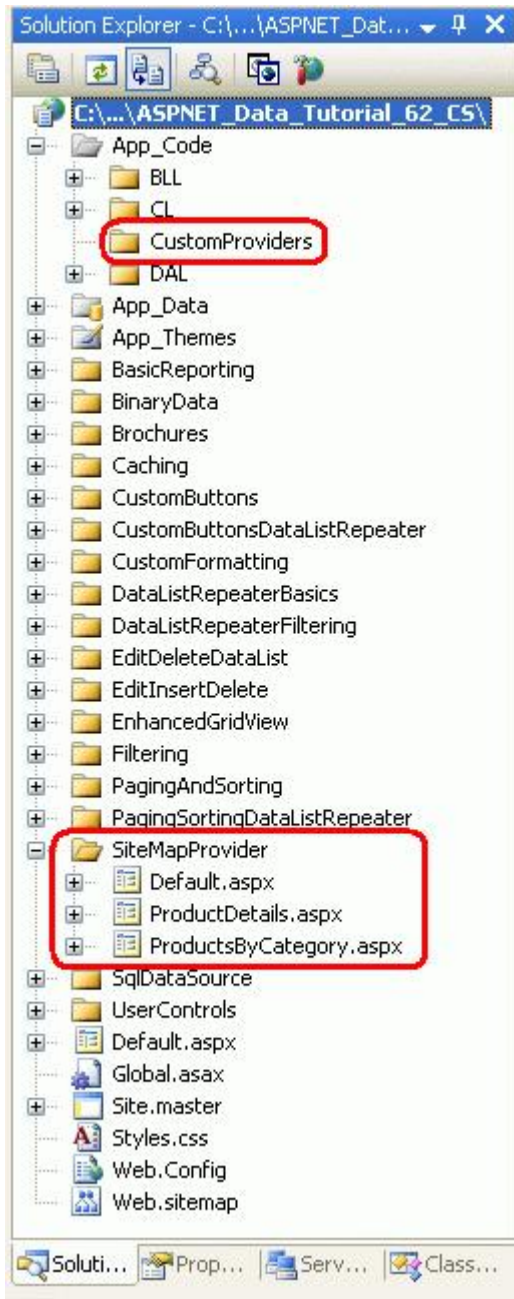 Solution Explorer - C:\...\ASPNET_Dat...
C:\...\ASPNET_Data_Tutorial_62_CS\
App_Code
BLL
CL
CustomProviders
DAL
App_Data
App_Themes
BasicReporting
BinaryData
Brochures
Caching
CustomButtons
CustomButtonsDataListRepeater
CustomFormatting
DataListRepeaterBasics
DataListRepeaterFiltering
EditDeleteDataList
EditInsertDelete
EnhancedGridView
Filtering
PagingAndSorting
PagingSortingDataListRepeater
SiteMapProvider
Default.aspx
ProductDetails.aspx
ProductsByCategory.aspx
SqlDataSource
UserControls
Default.aspx
Global.asax
Site.master
Styles.css
Web.Config
Web.sitemap
Soluti... Prop... Serv... Class...